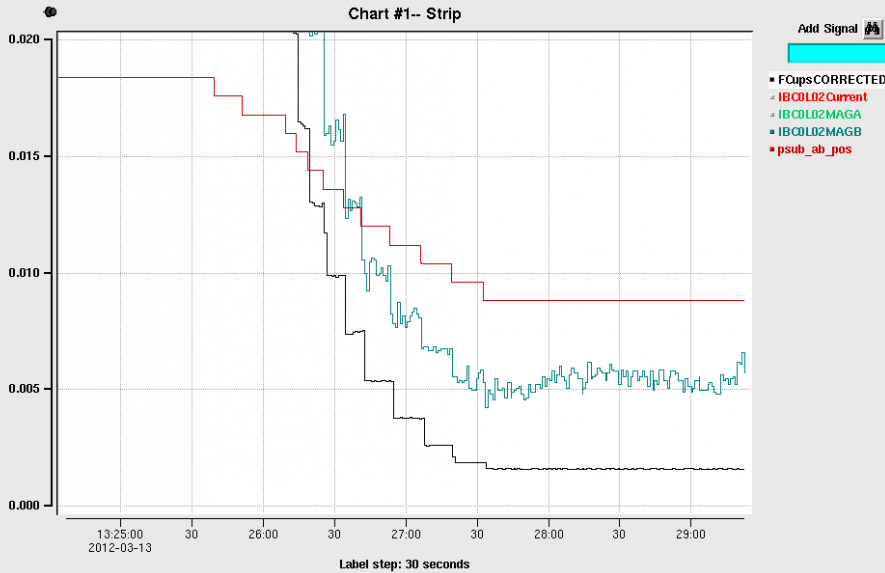 Chart #1-- Strip
Add Signal
FCupsCORRECTED
IBC0L02Current
IBC0L02MAGA
IBC0L02MAGB
psub_ab_pos
0.020
0.015
0.010
0.005
0.000
13:25:00 30 26:00 30 27:00 30 28:00 30 29:00
2012-03-13
Label step: 30 seconds